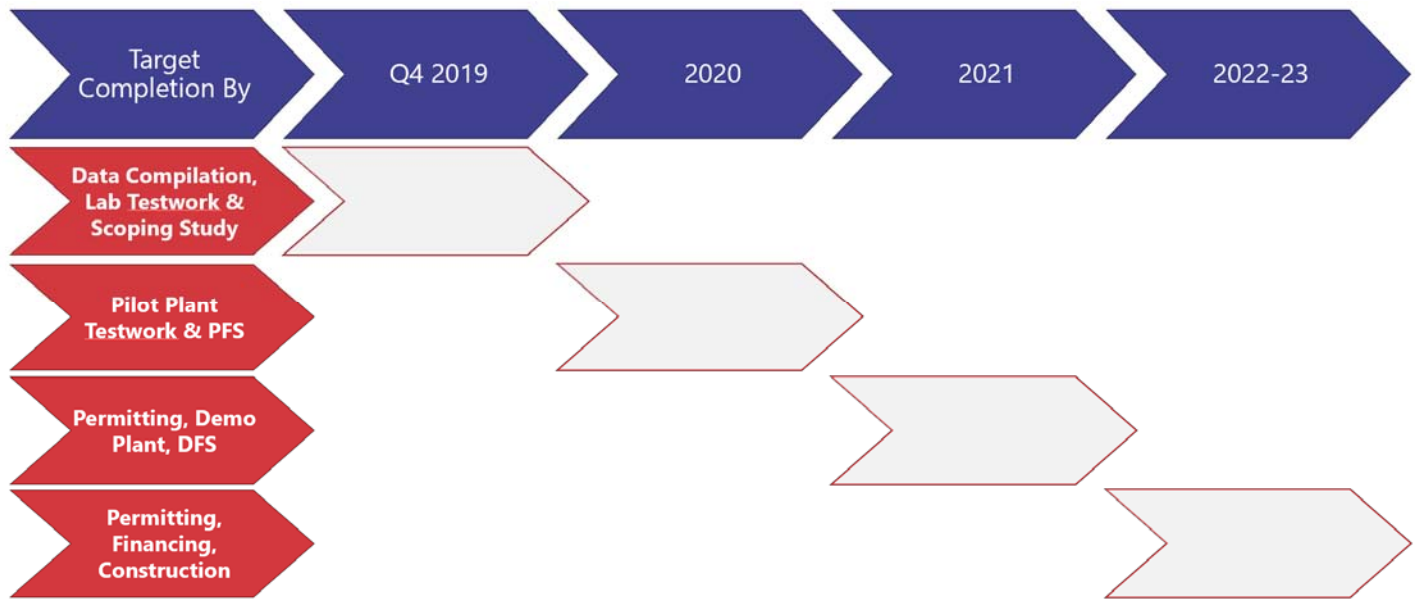 Target
Completion By
Q4 2019
2020
2021
2022-23
Data Compilation,
Lab Testwork &
Scoping Study
Pilot Plant
Testwork & PFS
Permitting, Demo
Plant, DFS
Permitting,
Financing,
Construction